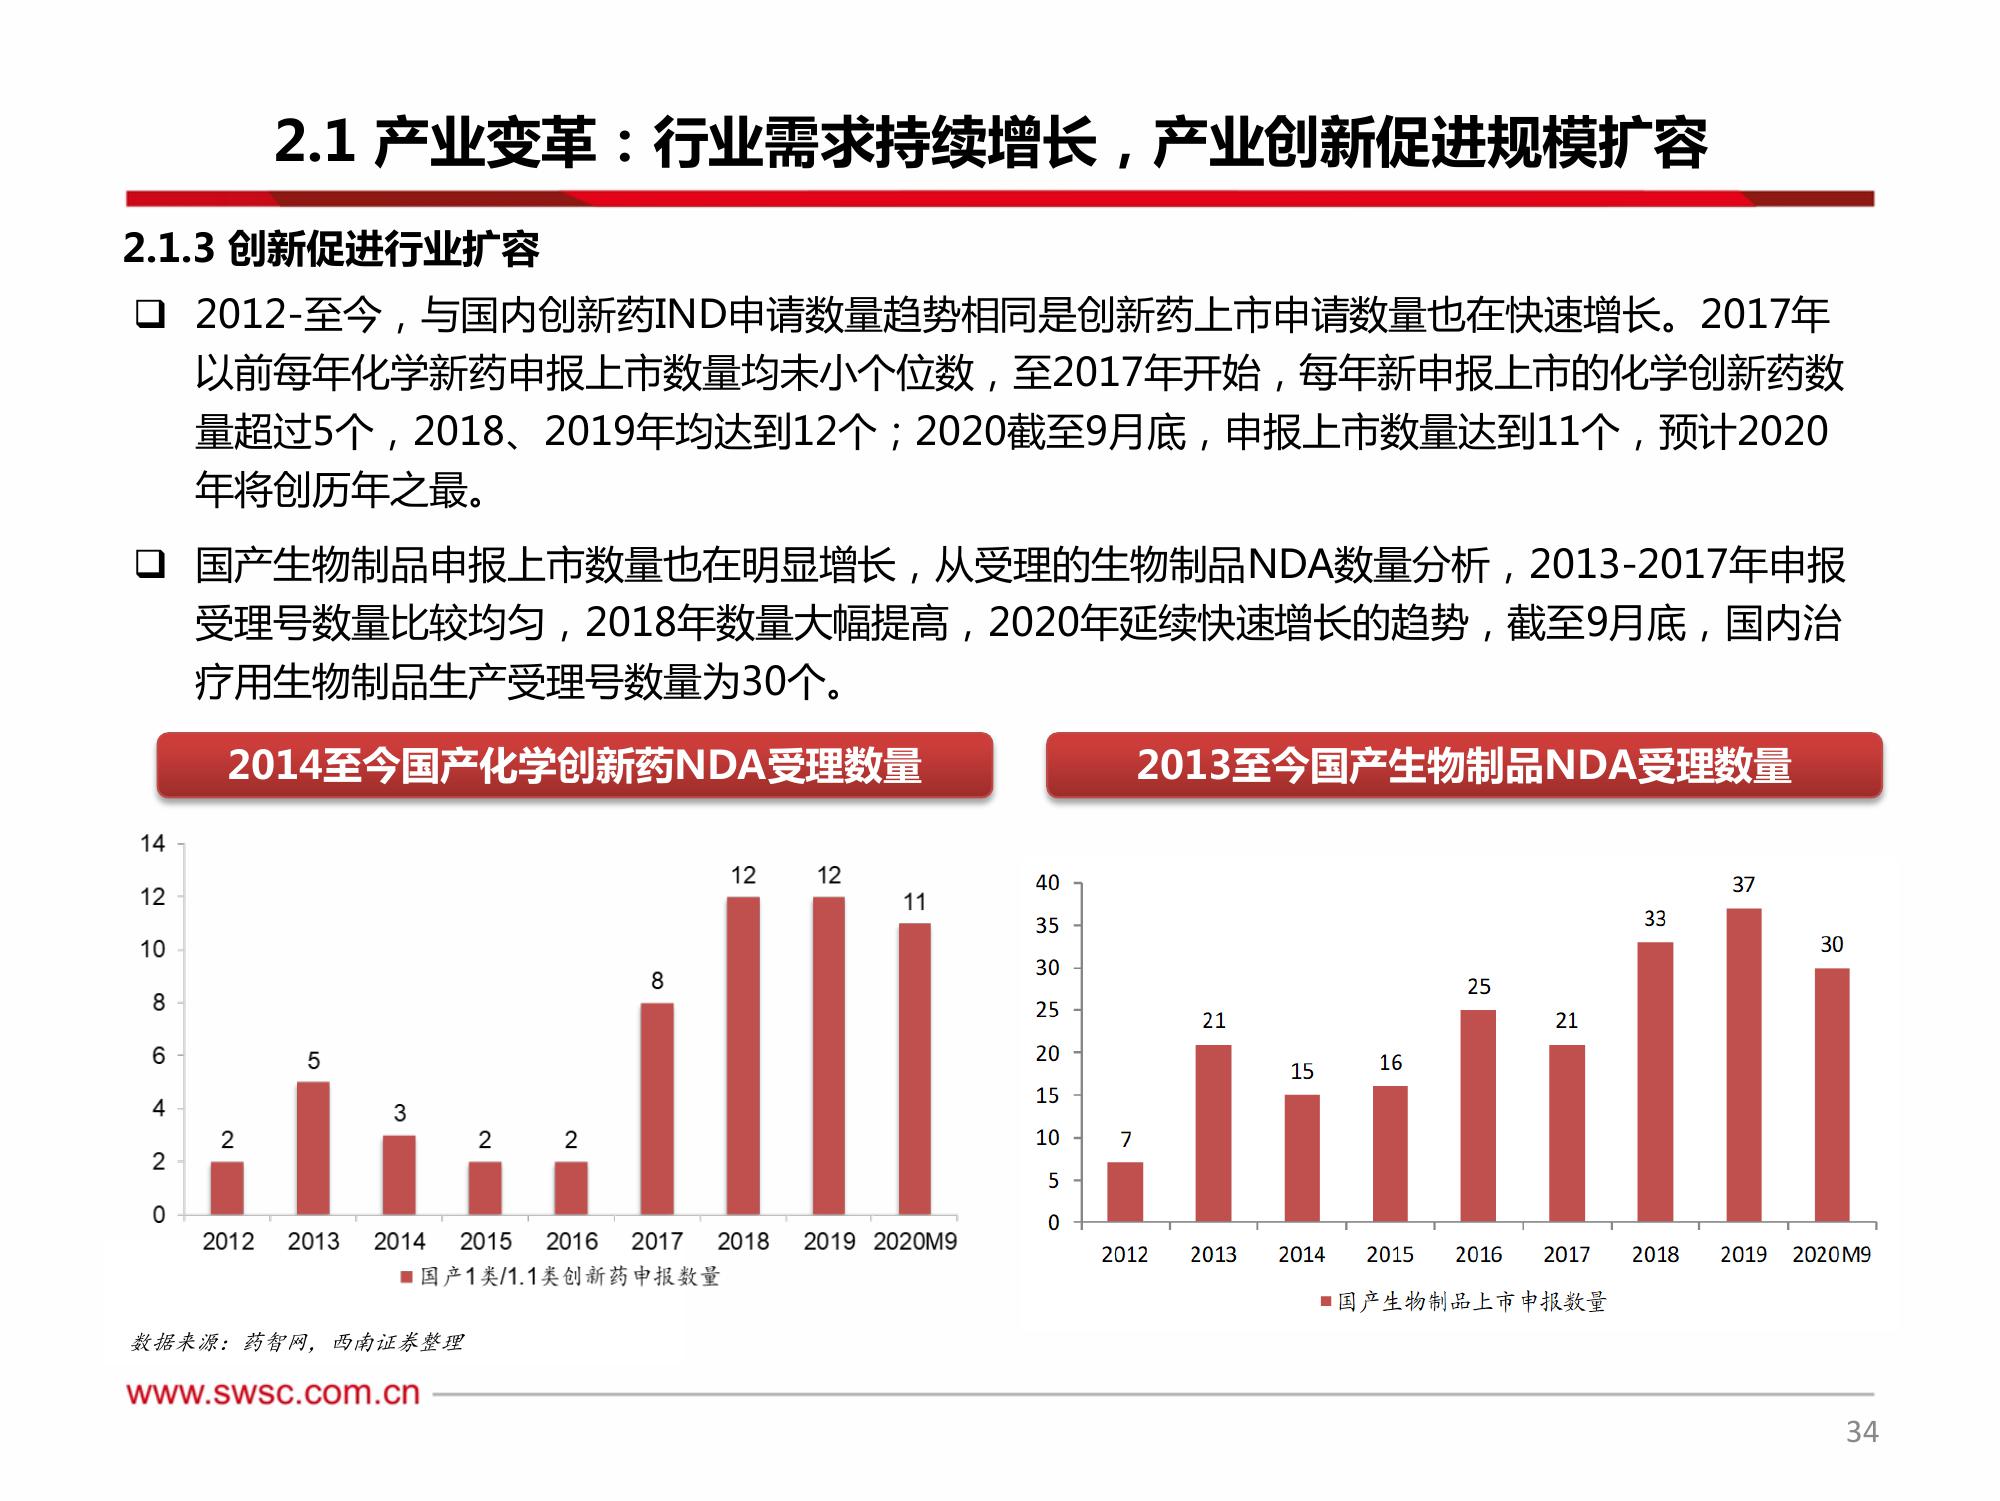 2.1 产业变革：行业需求持续增长，产业创新促进规模扩容
2.1.3 创新促进行业扩容
❑ 2012-至今，与国内创新药IND申请数量趋势相同是创新药上市申请数量也在快速增长。2017年
以前每年化学新药申报上市数量均未小个位数，至2017年开始，每年新申报上市的化学创新药数
量超过5个，2018、2019年均达到12个；2020截至9月底，申报上市数量达到11个，预计2020
年将创历年之最。
❑ 国产生物制品申报上市数量也在明显增长，从受理的生物制品NDA数量分析，2013-2017年申报
受理号数量比较均匀，2018年数量大幅提高，2020年延续快速增长的趋势，截至9月底，国内治
疗用生物制品生产受理号数量为30个。
2014至今国产化学创新药NDA受理数量
14
12
10
8
6
4
2
0
2
5
3
2
2
8
12
12
11
2012 2013 2014 2015 2016 2017 2018 2019 2020M9
国产1类/1.1类创新药申报数量
2013至今国产生物制品NDA受理数量
40
35
30
25
20
15
10
5
0
7
21
15
16
25
21
33
37
30
2012 2013 2014 2015 2016 2017 2018 2019 2020M9
国产生物制品上市申报数量
数据来源：药智网，西南证券整理
www.swsc.com.cn
34